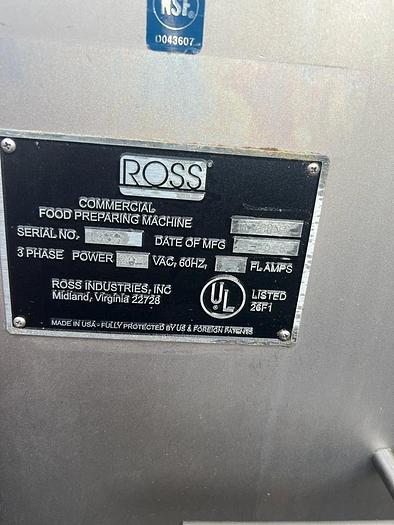 NSF®
0043607
ROSS
COMMERCIAL
FOOD PREPARING MACHINE
SERIAL NO.
DATE OF MFG
3 PHASE POWER VAC, 60HZ, FL AMPS
ROSS INDUSTRIES, INC
Midland, Virginia 22728
UL
®
LISTED
26F1
MADE IN USA - FULLY PROTECTED BY US & FOREIGN PATENTS